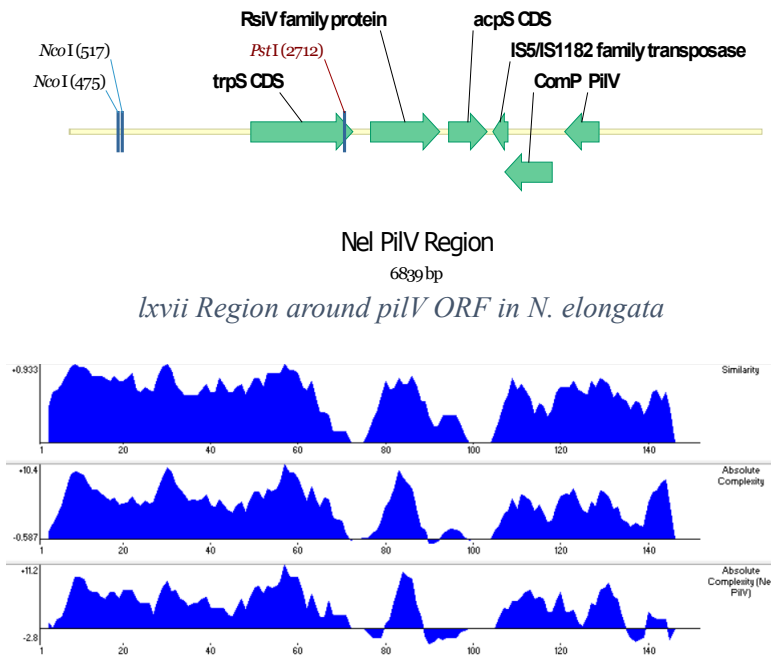 RsiV family protein
acpS CDS
NcoI (517)
PstI (2712)
IS5/IS1182 family transposase
NcoI (475)
trpS CDS
ComP PilV
Nel PilV Region
6839 bp
lxvii Region around pilV ORF in N. elongata
+0.933
Similarity
1 20 40 60 80 100 120 140
+10.4
Absolute
Complexity
-0.587
1 20 40 60 80 100 120 140
+11.2
Absolute
Complexity (Ne
PilV)
-2.8
1 20 40 60 80 100 120 140